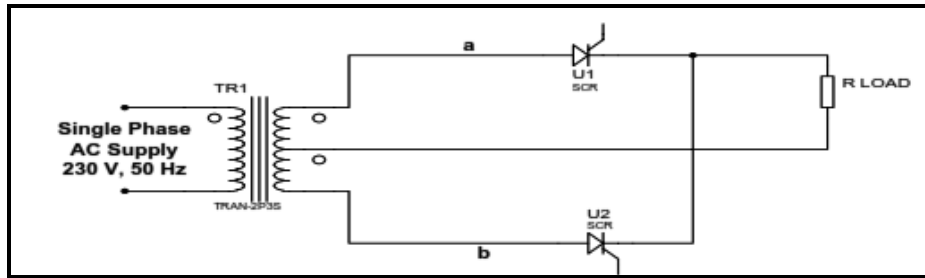 a
TR1
U1
SCR
R LOAD
Single Phase
AC Supply
230 V, 50 Hz
TRAN-2P3S
U2
SCR
b